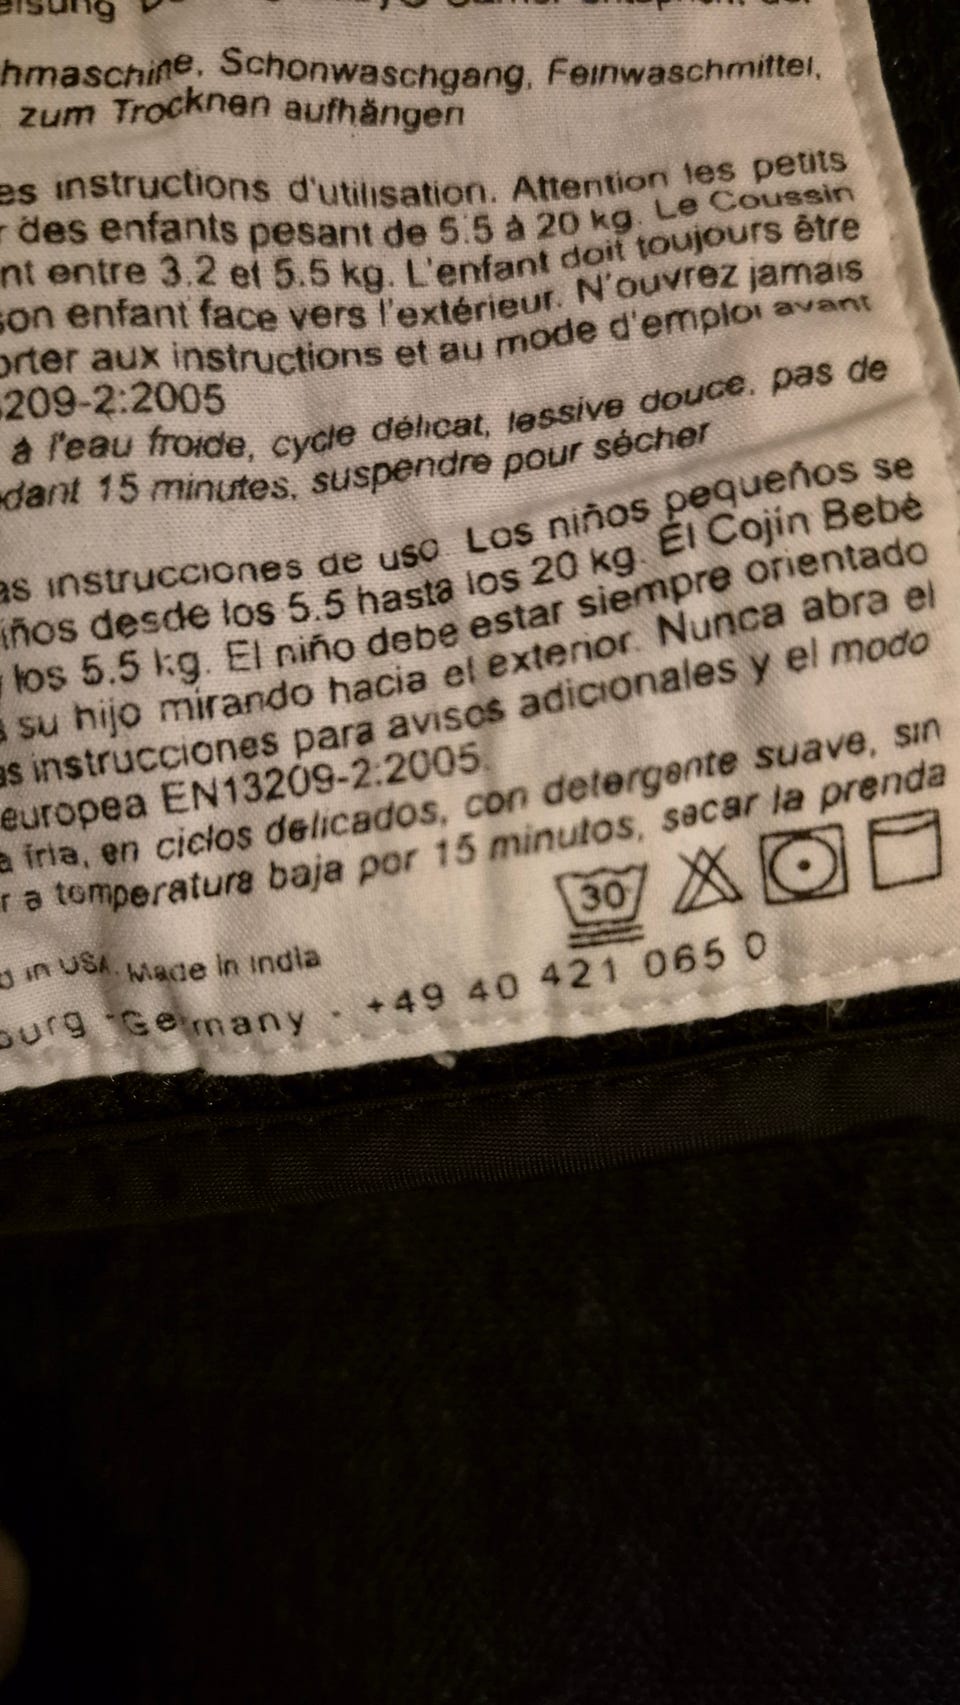 hmaschine, Schonwaschgang, Feinwaschmittel,
zum Trocknen aufhängen
es instructions d'utilisation. Attention les petits
r des enfants pesant de 5.5 à 20 kg. Le Coussin
nt entre 3.2 et 5.5 kg. L'enfant doit toujours être
son enfant face vers l'extérieur. N'ouvrez jamais
orter aux instructions et au mode d'emploi avant
209-2:2005
à l'eau froide, cycle délicat, lessive douce, pas de
dant 15 minutes, suspendre pour sécher
as instrucciones de uso. Los niños pequeños se
iños desde los 5.5 hasta los 20 kg. El Cojín Bebé
y los 5.5 kg. El niño debe estar siempre orientado
a su hijo mirando hacia el exterior. Nunca abra el
as instrucciones para avisos adicionales y el modo
europea EN13209-2:2005.
a fria, en ciclos delicados, con detergente suave, sin
r a temperatura baja por 15 minutos, secar la prenda
30
d in USA. Made in India
burg - Germany - +49 40 421 065 0